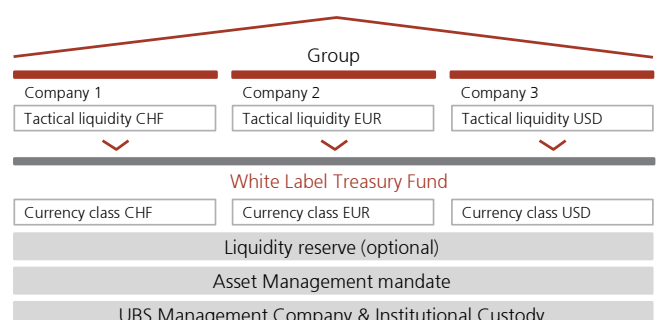 Group
Company 1 Company 2 Company 3
Tactical liquidity CHF Tactical liquidity EUR Tactical liquidity USD
White Label Treasury Fund
Currency class CHF Currency class EUR Currency class USD
Liquidity reserve (optional)
Asset Management mandate
UBS Management Company & Institutional Custody